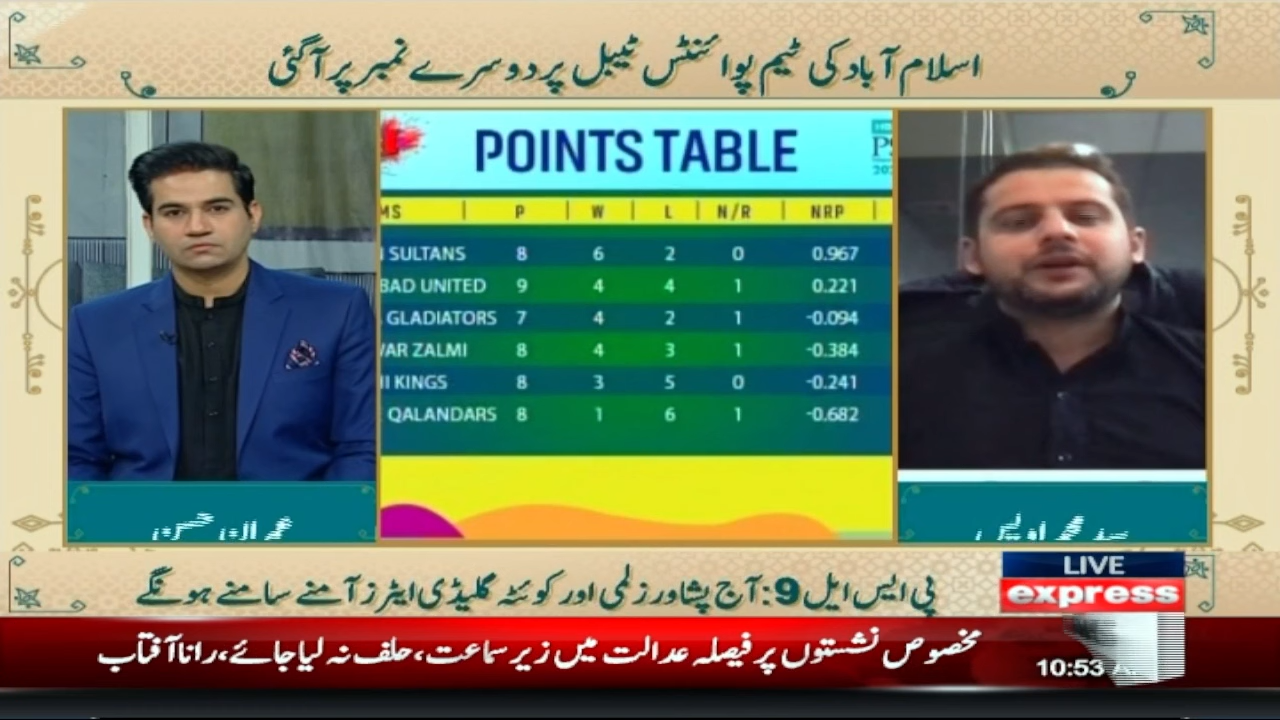 اسلام آباد کی ٹیم پوائنٹس ٹیبل پر دوسرے نمبر پر آگئی
POINTS TABLE
MS | P | W | L | N/R | NRP |
SULTANS 8 6 2 0 0.967
BAD UNITED 9 4 4 1 0.221
GLADIATORS 7 4 2 1 -0.094
AR ZALMI 8 4 3 1 -0.384
I KINGS 8 3 5 0 -0.241
QALANDARS 8 1 6 1 -0.682
پی ایس ایل 9: آج پشاور زلمی اور کوئٹہ گلیڈی ایٹرز آمنے سامنے ہونگے
LIVE
express
مخصوص نشستوں پر فیصلہ عدالت میں زیر سماعت، حلف نہ لیا جائے، رانا آفتاب
10:53